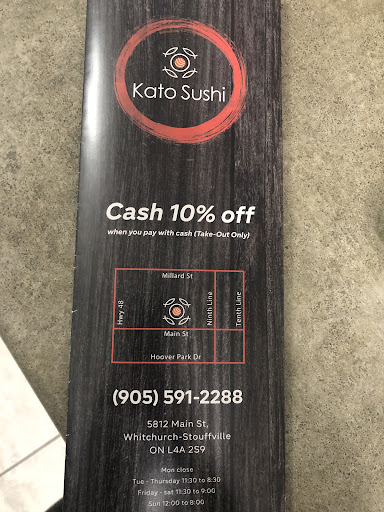 Kato Sushi
Cash 10% off
when you pay with cash (Take-Out Only)
Millard St
Hwy 48
Ninth Line
Tenth Line
Main St
Hoover Park Dr
(905) 591-2288
5812 Main St,
Whitchurch-Stouffville
ON L4A 2S9
Mon close
Tue - Thursday 11:30 to 8:30
Friday - sat 11:30 to 9:00
Sun 12:00 to 8:00